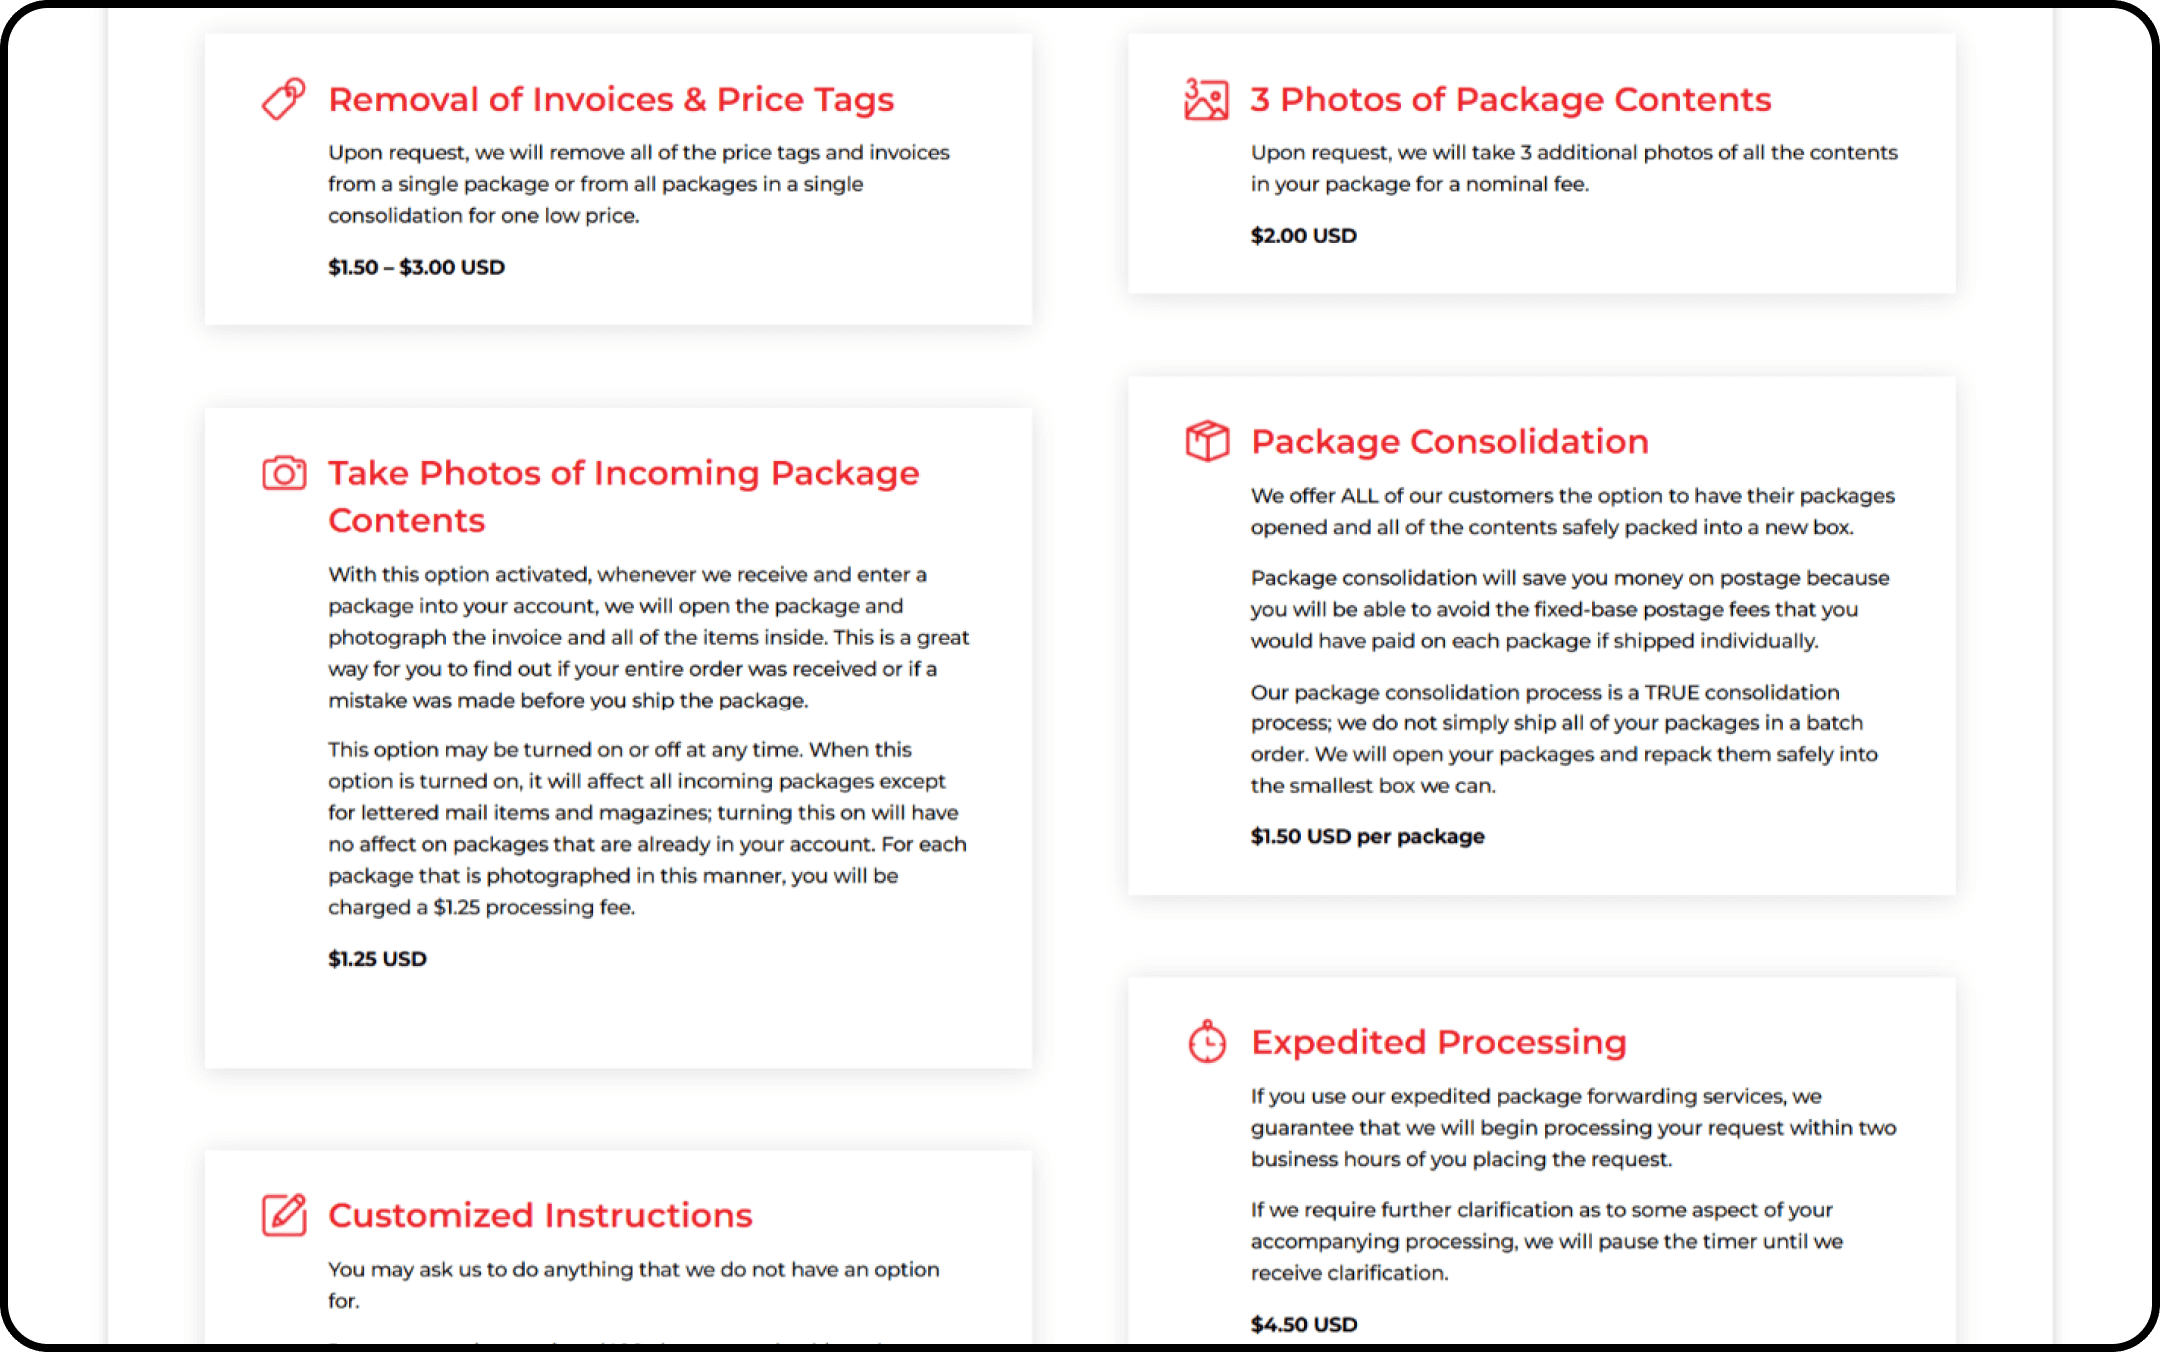 Removal of Invoices & Price Tags
Upon request, we will remove all of the price tags and invoices
from a single package or from all packages in a single
consolidation for one low price.
$1.50 – $3.00 USD
Take Photos of Incoming Package
Contents
With this option activated, whenever we receive and enter a
package into your account, we will open the package and
photograph the invoice and all of the items inside. This is a great
way for you to find out if your entire order was received or if a
mistake was made before you ship the package.
This option may be turned on or off at any time. When this
option is turned on, it will affect all incoming packages except
for lettered mail items and magazines; turning this on will have
no affect on packages that are already in your account. For each
package that is photographed in this manner, you will be
charged a $1.25 processing fee.
$1.25 USD
Customized Instructions
You may ask us to do anything that we do not have an option
for.
3 Photos of Package Contents
Upon request, we will take 3 additional photos of all the contents
in your package for a nominal fee.
$2.00 USD
Package Consolidation
We offer ALL of our customers the option to have their packages
opened and all of the contents safely packed into a new box.
Package consolidation will save you money on postage because
you will be able to avoid the fixed-base postage fees that you
would have paid on each package if shipped individually.
Our package consolidation process is a TRUE consolidation
process; we do not simply ship all of your packages in a batch
order. We will open your packages and repack them safely into
the smallest box we can.
$1.50 USD per package
Expedited Processing
If you use our expedited package forwarding services, we
guarantee that we will begin processing your request within two
business hours of you placing the request.
If we require further clarification as to some aspect of your
accompanying processing, we will pause the timer until we
receive clarification.
$4.50 USD